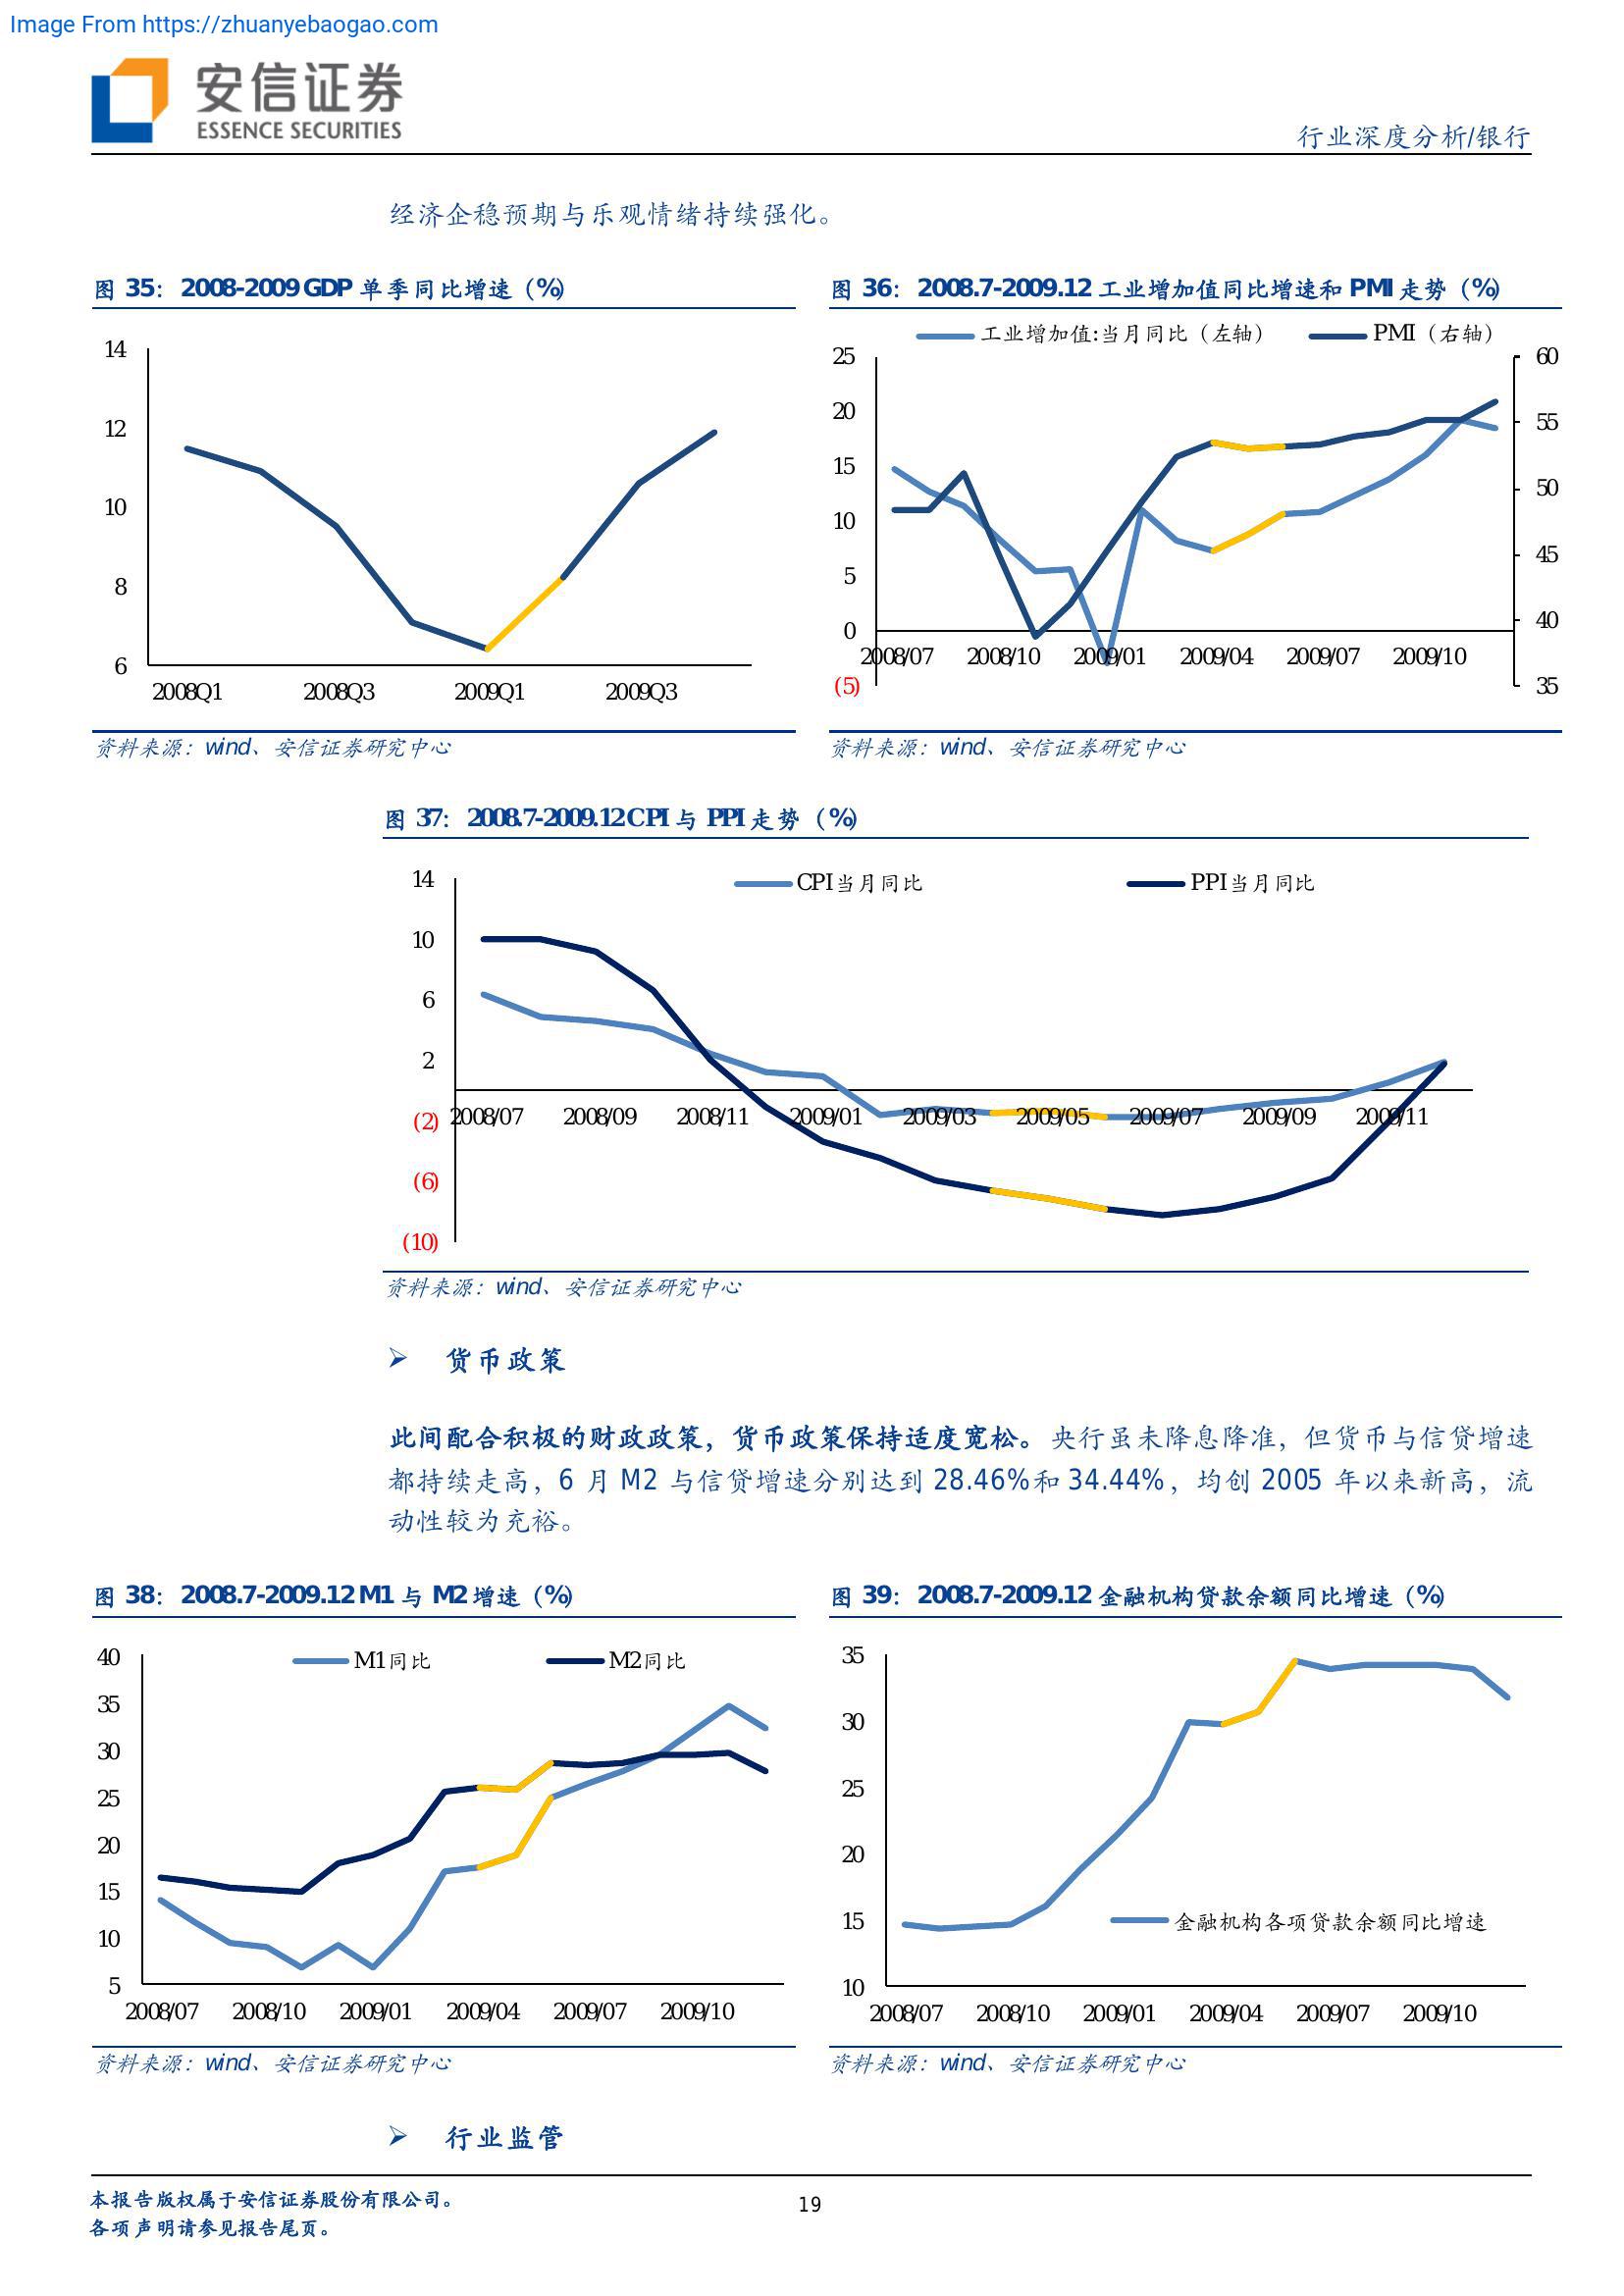 Image From https://zhuanyebaogao.com
安信证券
ESSENCE SECURITIES
行业深度分析/银行
经济企稳预期与乐观情绪持续强化。
图 35：2008-2009 GDP 单季同比增速（%）
14
12
10
8
6
2008Q1 2008Q3 2009Q1 2009Q3
资料来源：wind、安信证券研究中心
图 36：2008.7-2009.12 工业增加值同比增速和 PMI 走势（%）
工业增加值:当月同比（左轴） PMI（右轴）
25
20
15
10
5
0
(5)
60
55
50
45
40
35
2008/07 2008/10 2009/01 2009/04 2009/07 2009/10
资料来源：wind、安信证券研究中心
图 37：2008.7-2009.12 CPI 与 PPI 走势（%）
CPI当月同比 PPI当月同比
14
10
6
2
(2)
(6)
(10)
2008/07 2008/09 2008/11 2009/01 2009/03 2009/05 2009/07 2009/09 2009/11
资料来源：wind、安信证券研究中心
➢ 货币政策
此间配合积极的财政政策，货币政策保持适度宽松。央行虽未降息降准，但货币与信贷增速
都持续走高，6 月 M2 与信贷增速分别达到 28.46%和 34.44%，均创 2005 年以来新高，流
动性较为充裕。
图 38：2008.7-2009.12 M1 与 M2 增速（%）
M1同比 M2同比
40
35
30
25
20
15
10
5
2008/07 2008/10 2009/01 2009/04 2009/07 2009/10
资料来源：wind、安信证券研究中心
图 39：2008.7-2009.12 金融机构贷款余额同比增速（%）
35
30
25
20
15
10
金融机构各项贷款余额同比增速
2008/07 2008/10 2009/01 2009/04 2009/07 2009/10
资料来源：wind、安信证券研究中心
➢ 行业监管
本报告版权属于安信证券股份有限公司。
各项声明请参见报告尾页。
19